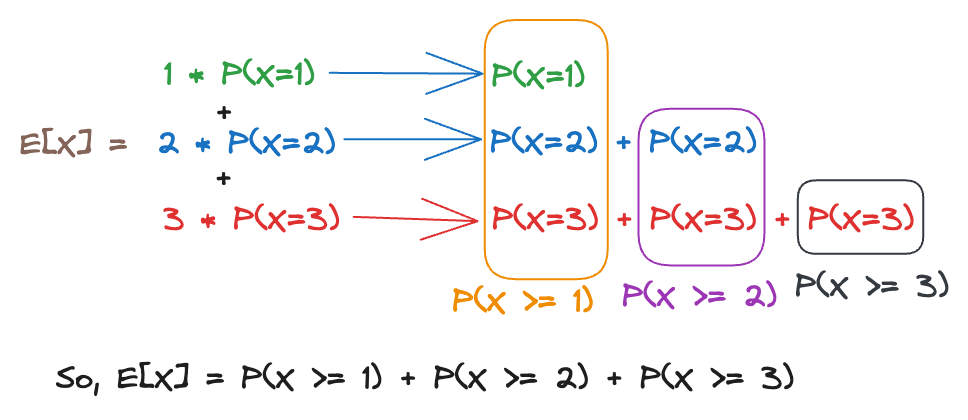 1 * P(x=1) P(x=1)
+
E[x] = 2 * P(x=2) P(x=2) + P(x=2)
+
3 * P(x=3) P(x=3) + P(x=3) + P(x=3)
P(x >= 1) P(x >= 2) P(x >= 3)
So, E[x] = P(x >= 1) + P(x >= 2) + P(x >= 3)